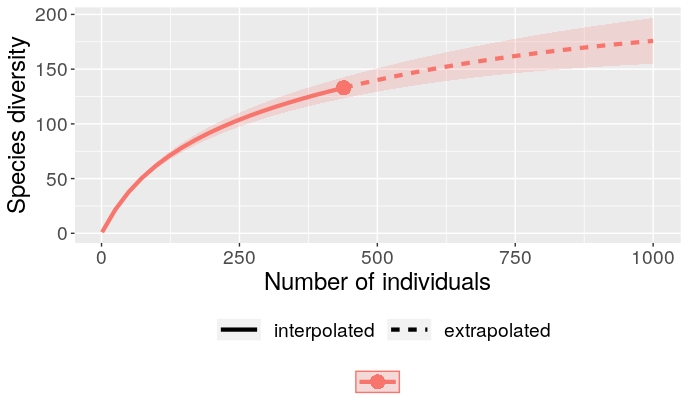 200
150
100
50
0
Species diversity
0 250 500 750 1000
Number of individuals
interpolated extrapolated